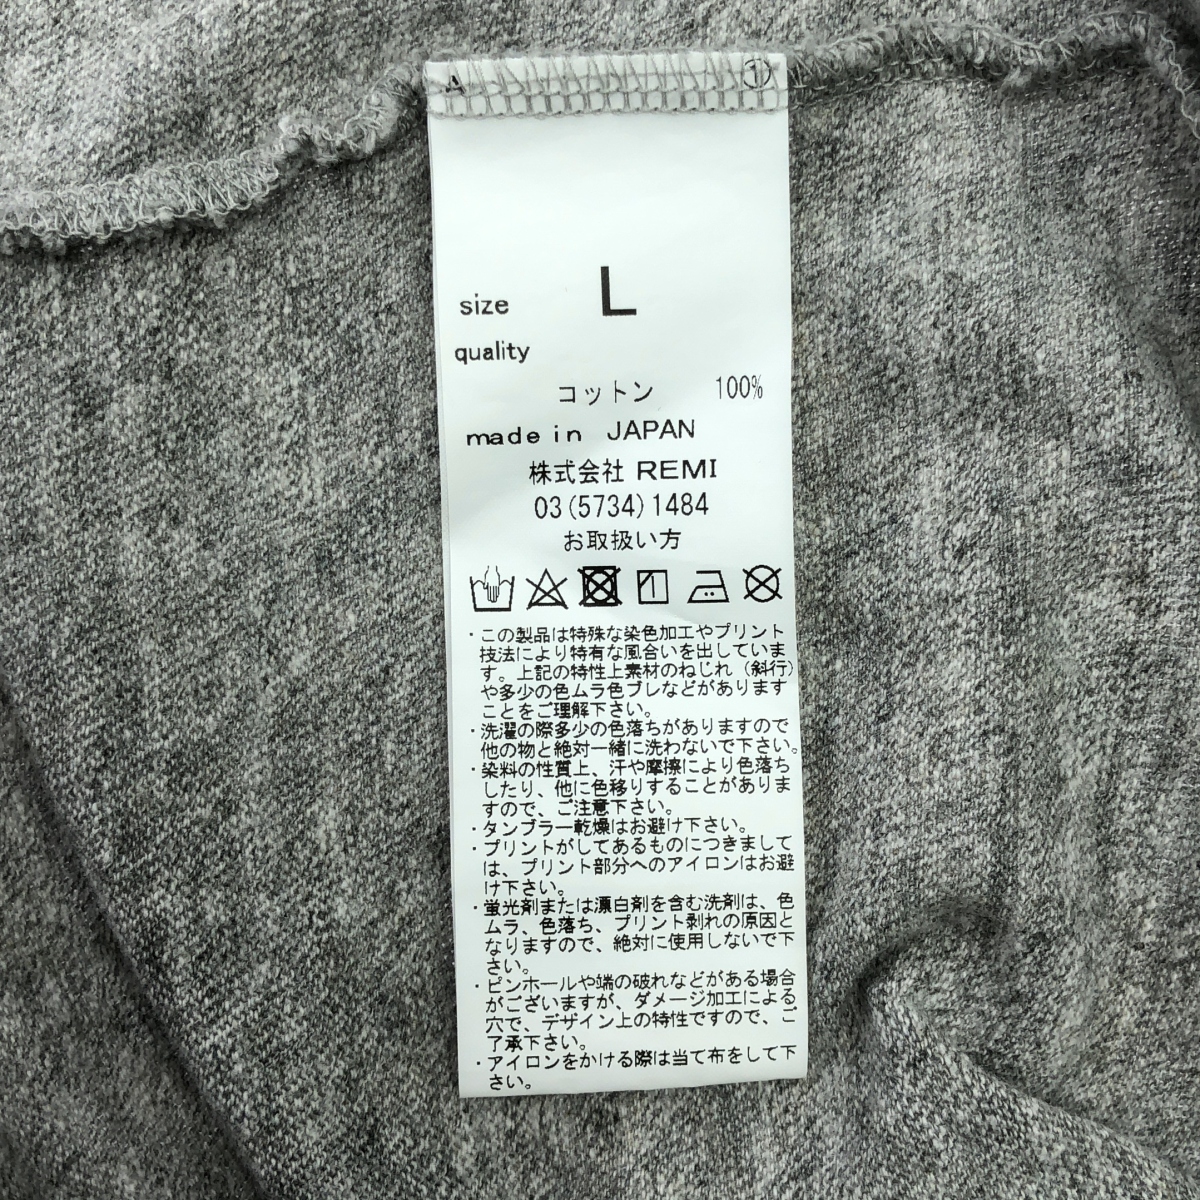 A ①
size L
quality
コットン 100%
made in JAPAN
株式会社 REMI
03(5734)1484
お取扱い方
・この製品は特殊な染色加工やプリント
技法により特有な風合いを出していま
す。上記の特性上素材のねじれ（斜行）
や多少の色ムラ色ブレなどがあります
ことをご理解下さい。
・洗濯の際多少の色落ちがありますので
他の物と絶対一緒に洗わないで下さい。
・染料の性質上、汗や摩擦により色落ち
したり、他に色移りすることがありま
すので、ご注意下さい。
・タンブラー乾燥はお避け下さい。
・プリントがしてあるものにつきまして
は、プリント部分へのアイロンはお避
け下さい。
・蛍光剤または漂白剤を含む洗剤は、色
ムラ、色落ち、プリント剥れの原因と
なりますので、絶対に使用しないで下
さい。
・ピンホールや端の破れなどがある場合
がございますが、ダメージ加工による
穴で、デザイン上の特性ですので、ご
了承下さい。
・アイロンをかける際は当て布をして下
さい。